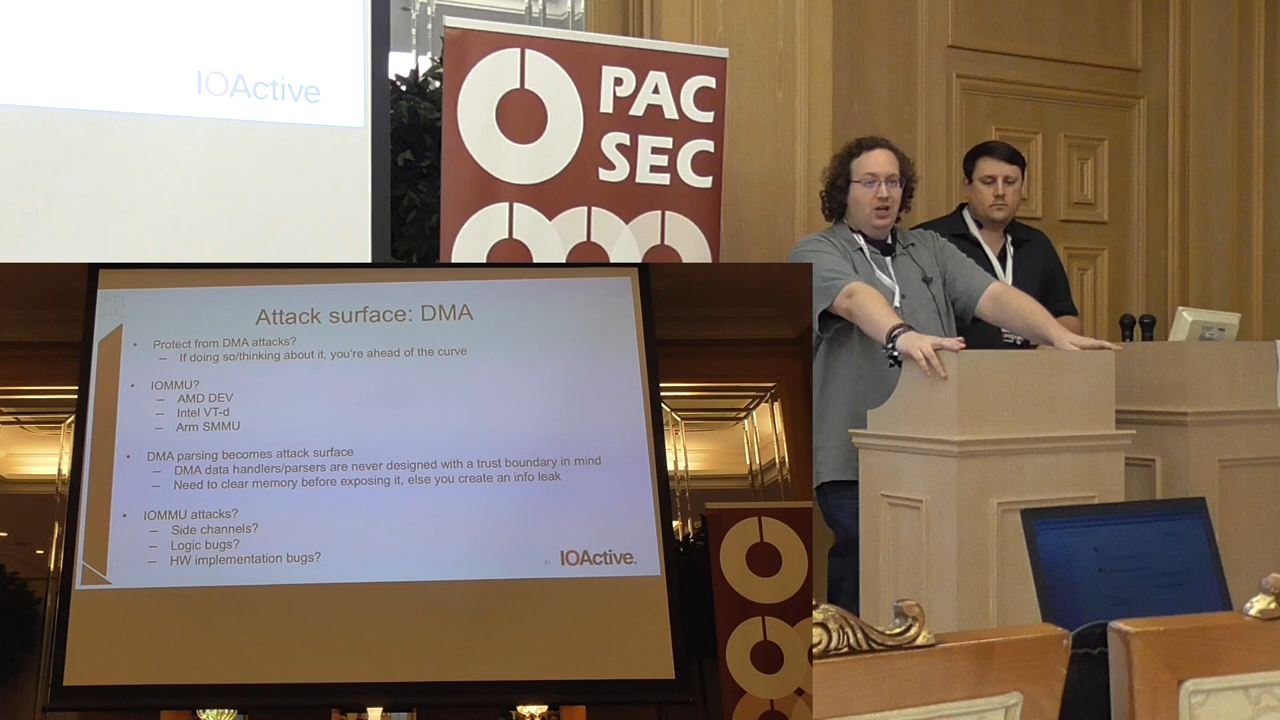 IOActive
PAC
SEC
Attack surface: DMA
• Protect from DMA attacks?
– If doing so/thinking about it, you're ahead of the curve
• IOMMU?
– AMD DEV
– Intel VT-d
– Arm SMMU
• DMA parsing becomes attack surface
– DMA data handlers/parsers are never designed with a trust boundary in mind
– Need to clear memory before exposing it, else you create an info leak
• IOMMU attacks?
– Side channels?
– Logic bugs?
– HW implementation bugs?
IOActive.